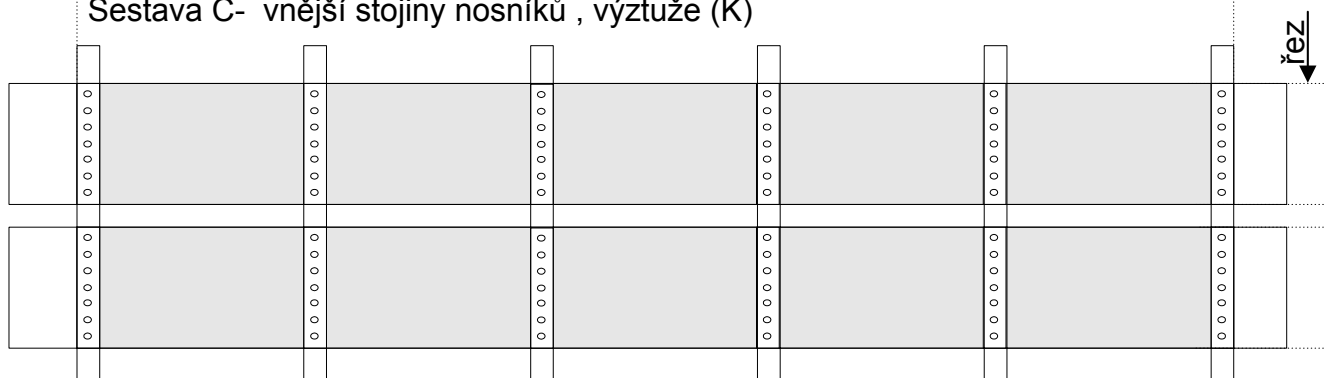 Sestava C-  vnější stojiny nosníků , výztuže (K)
řez